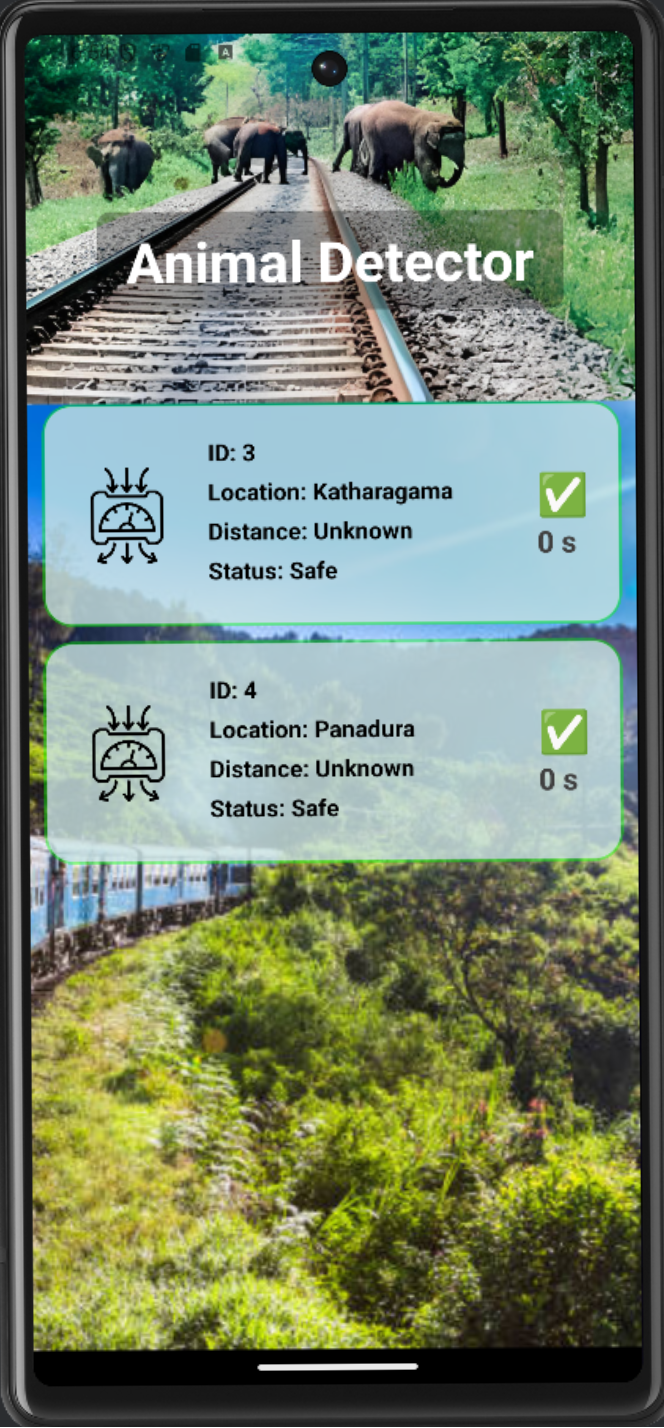 A
Animal Detector
ID: 3
Location: Katharagama
Distance: Unknown
Status: Safe
0 s
ID: 4
Location: Panadura
Distance: Unknown
Status: Safe
0 s